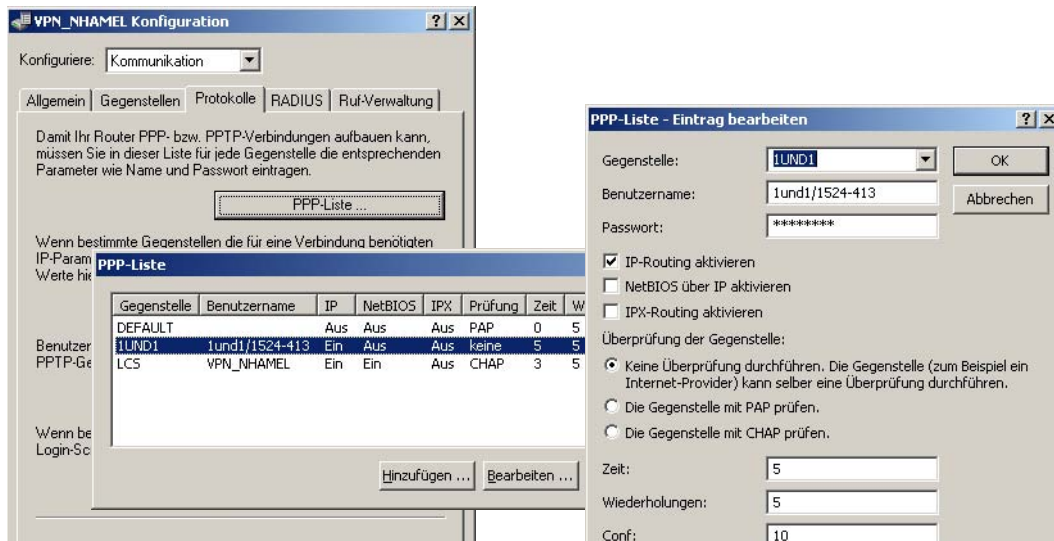 VPN_NHAMEL Konfiguration
Konfiguriere: Kommunikation
Allgemein Gegenstellen Protokolle RADIUS Ruf-Verwaltung
Damit Ihr Router PPP- bzw. PPTP-Verbindungen aufbauen kann,
müssen Sie in dieser Liste für jede Gegenstelle die entsprechenden
Parameter wie Name und Passwort eintragen.
PPP-Liste ...
Wenn bestimmte Gegenstellen die für eine Verbindung benötigten
IP-Param
Werte hie
Benutzer
PPTP-Ge
Wenn be
Login-Sc
PPP-Liste
Gegenstelle Benutzername IP NetBIOS IPX Prüfung Zeit W
DEFAULT Aus Aus Aus PAP 0 5
1UND1 1und1/1524-413 Ein Aus Aus keine 5 5
LCS VPN_NHAMEL Ein Ein Aus CHAP 3 5
Hinzufügen ... Bearbeiten ...
PPP-Liste - Eintrag bearbeiten
Gegenstelle: 1UND1 OK
Benutzername: 1und1/1524-413 Abbrechen
Passwort: ********
IP-Routing aktivieren
NetBIOS über IP aktivieren
IPX-Routing aktivieren
Überprüfung der Gegenstelle:
Keine Überprüfung durchführen. Die Gegenstelle (zum Beispiel ein
Internet-Provider) kann selber eine Überprüfung durchführen.
Die Gegenstelle mit PAP prüfen.
Die Gegenstelle mit CHAP prüfen.
Zeit: 5
Wiederholungen: 5
Conf: 10